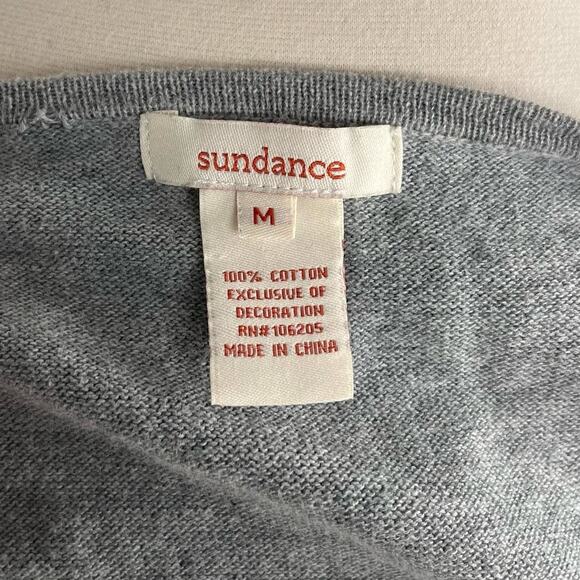 sundance
M
100% COTTON
EXCLUSIVE OF
DECORATION
RN#106205
MADE IN CHINA